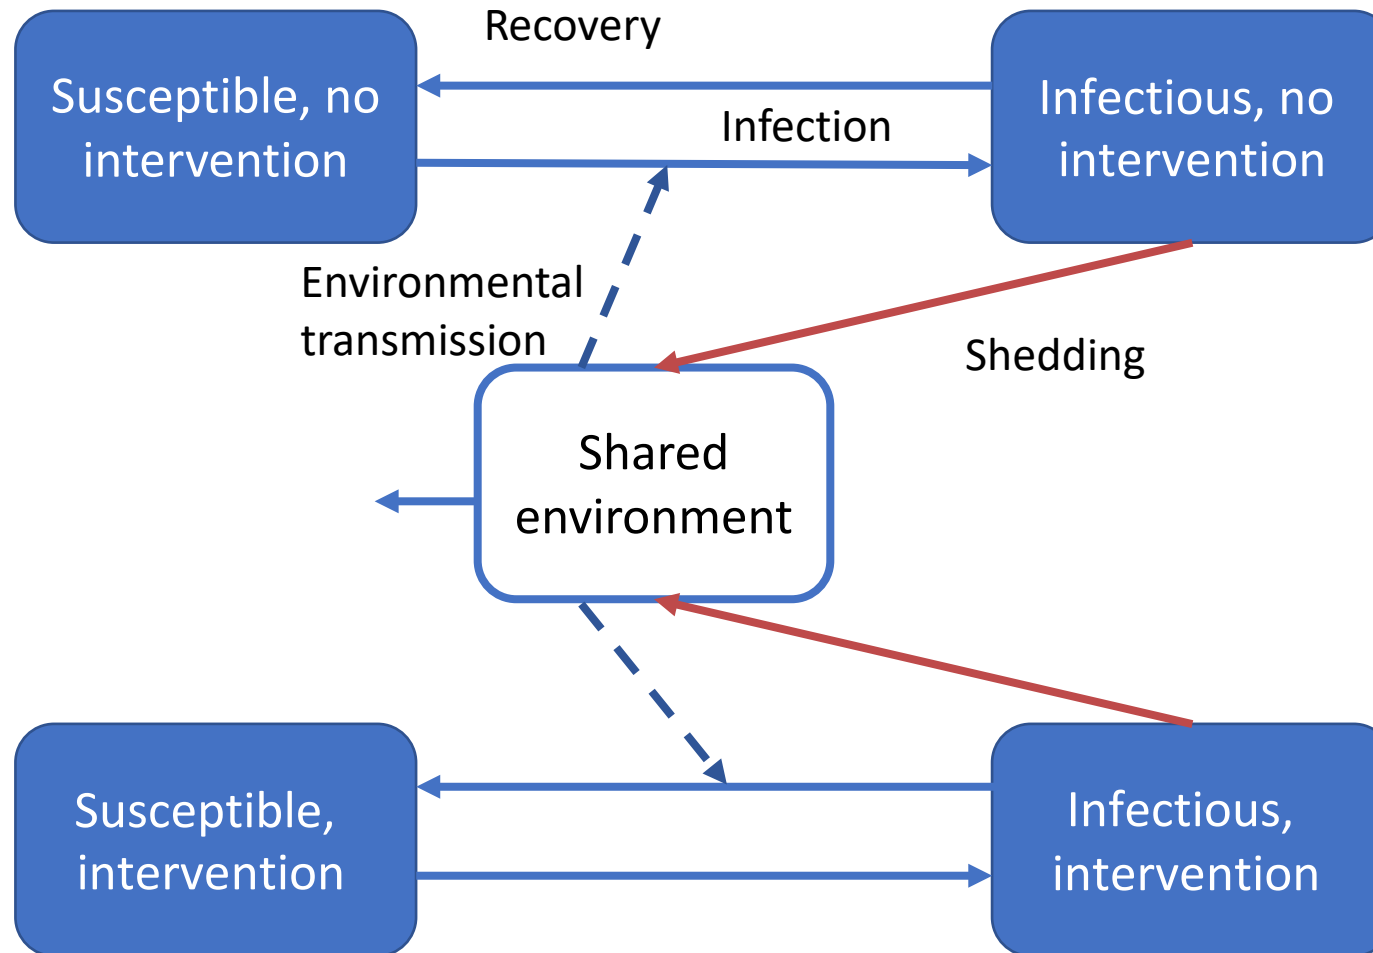 Recovery
Susceptible, no
intervention
Infection
Infectious, no
intervention
Environmental
transmission
Shedding
Shared
environment
Susceptible,
intervention
Infectious,
intervention